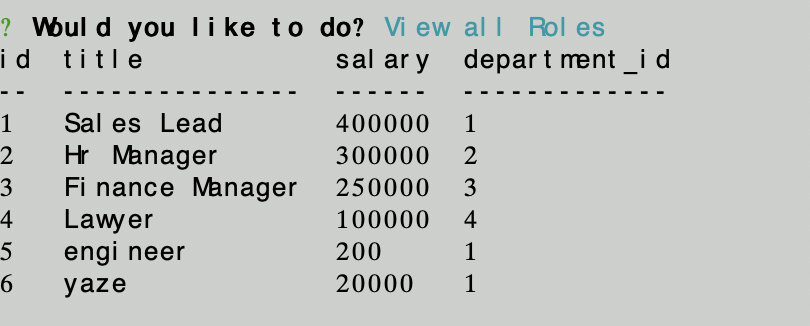 ? Would you like to do? View all Roles
id  title            salary  department_id
--  ---------------  ------  -------------
1   Sales Lead       400000  1
2   Hr Manager       300000  2
3   Finance Manager  250000  3
4   Lawyer           100000  4
5   engineer         200     1
6   yaze             20000   1